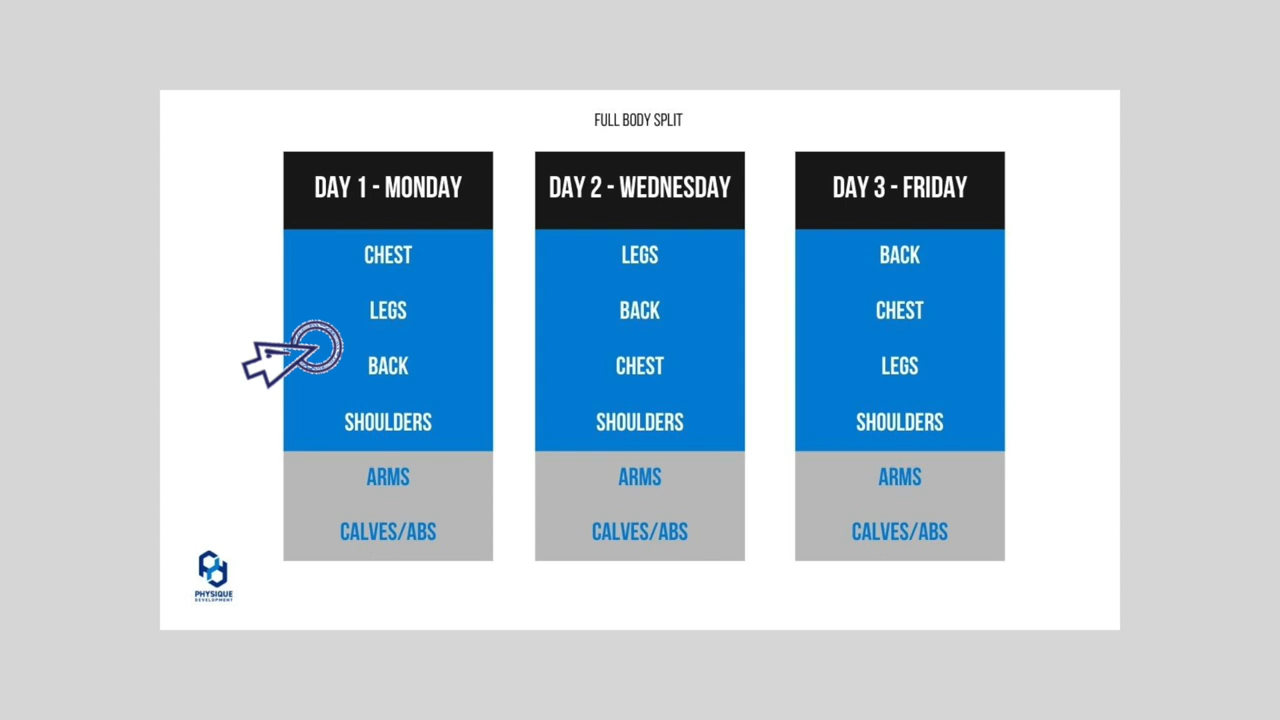 FULL BODY SPLIT
DAY 1 - MONDAY
CHEST
LEGS
BACK
SHOULDERS
ARMS
CALVES/ABS
DAY 2 - WEDNESDAY
LEGS
BACK
CHEST
SHOULDERS
ARMS
CALVES/ABS
DAY 3 - FRIDAY
BACK
CHEST
LEGS
SHOULDERS
ARMS
CALVES/ABS
PHYSIQUE
DEVELOPMENT